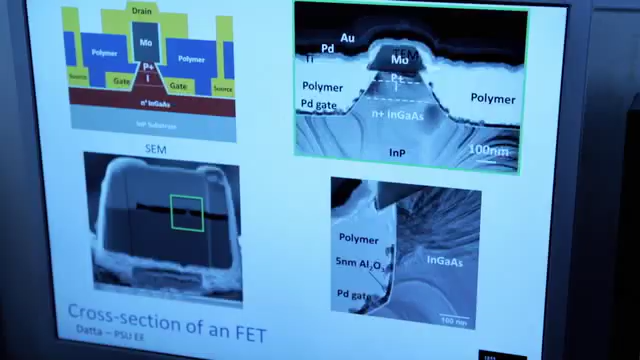 Drain
Mo
Polymer
Polymer
P+
I
Source
Gate
Gate
Source
n+ InGaAs
InP Substrate
Au
Pd
Ti
TEM
Mo
P+
i
Polymer
Polymer
Pd gate
n+ InGaAs
InP
100nm
SEM
Polymer
InGaAs
5nm Al2O3
Pd gate
100 nm
Cross-section of an FET
Datta – PSU EE